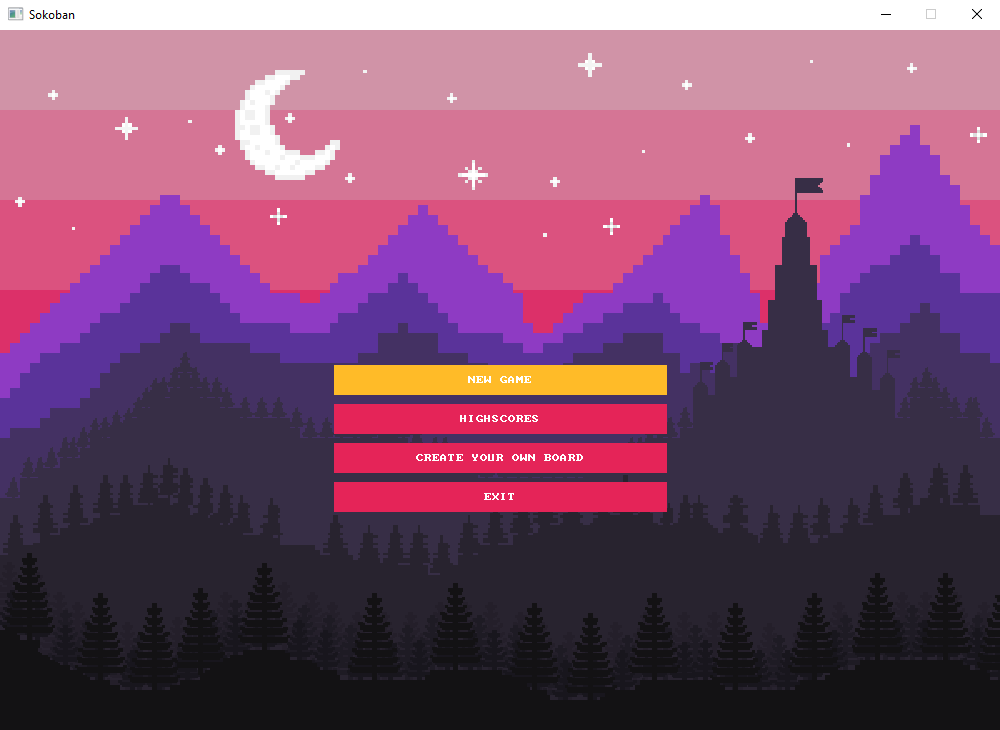 Sokoban
NEW GAME
HIGHSCORES
CREATE YOUR OWN BOARD
EXIT